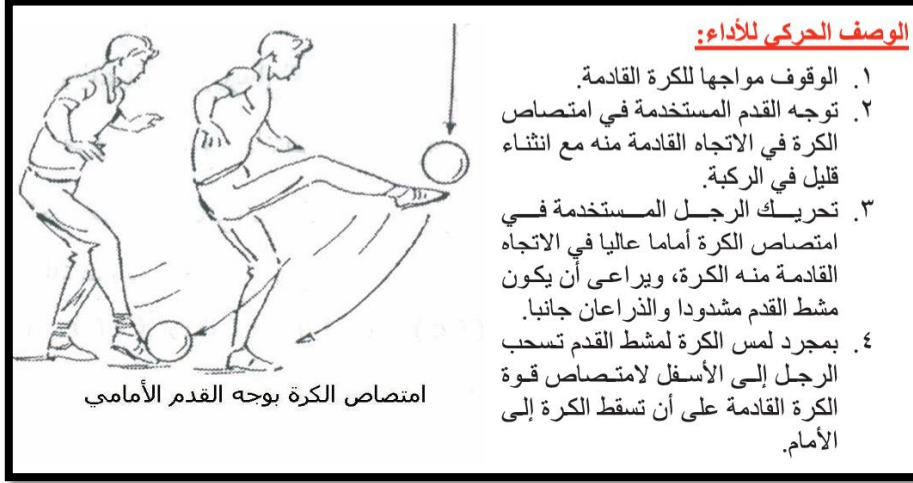 الوصف الحركي للأداء:
١. الوقوف مواجها للكرة القادمة.
٢. توجه القدم المستخدمة في امتصاص
الكرة في الاتجاه القادمة منه مع انثناء
قليل في الركبة.
٣. تحريك الرجل المستخدمة في
امتصاص الكرة أماما عاليا في الاتجاه
القادمة منه الكرة، ويراعى أن يكون
مشط القدم مشدودا والذراعان جانبا.
٤. بمجرد لمس الكرة لمشط القدم تسحب
الرجل إلى الأسفل لامتصاص قوة
الكرة القادمة على أن تسقط الكرة إلى
الأمام.
امتصاص الكرة بوجه القدم الأمامي